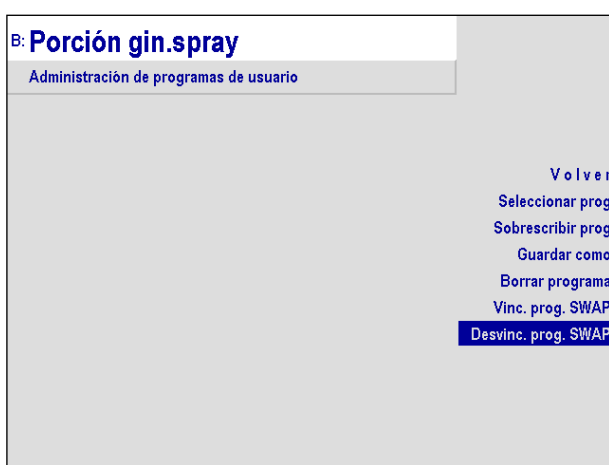 B: Porción gin.spray
Administración de programas de usuario
Volver
Seleccionar prog
Sobrescribir prog
Guardar como
Borrar programa
Vinc. prog. SWAP
Desvinc. prog. SWAP